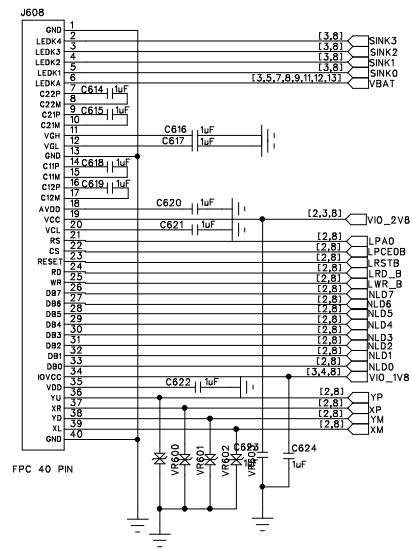 J608
GND 1
LEDK4 2 [3,8] SINK3
LEDK3 3 [3,8] SINK2
LEDK2 4 [3,8] SINK1
LEDK1 5 [3,8] SINK0
LEDKA 6 [3,5,7,8,9,11,12,13] VBAT
C22P 7 C614 1uF
C22M 8
C21P 9 C615 1uF
C21M 10
VGH 11 C616 1uF
VGL 12 C617 1uF
GND 13
C11P 14 C618 1uF
C11M 15
C12P 16 C619 1uF
C12M 17
AVDD 18 C620 1uF
VCC 19 [2,3,8] VIO_2V8
VCL 20 C621 1uF
RS 21 [2,8] LPA0
CS 22 [2,8] LPCE0B
RESET 23 [2,8] LRSTB
RD 24 [2,8] LRD_B
WR 25 [2,8] LWR_B
DB7 26 [2,8] NLD7
DB6 27 [2,8] NLD6
DB5 28 [2,8] NLD5
DB4 29 [2,8] NLD4
DB3 30 [2,8] NLD3
DB2 31 [2,8] NLD2
DB1 32 [2,8] NLD1
DB0 33 [2,8] NLD0
IOVCC 34 [3,4,8] VIO_1V8
VDD 35 C622 1uF
YU 36 [2,8] YP
XR 37 [2,8] XP
YD 38 [2,8] YM
XL 39 [2,8] XM
GND 40
VR600
VR601
VR602
C623
C624
1uF
FPC 40 PIN